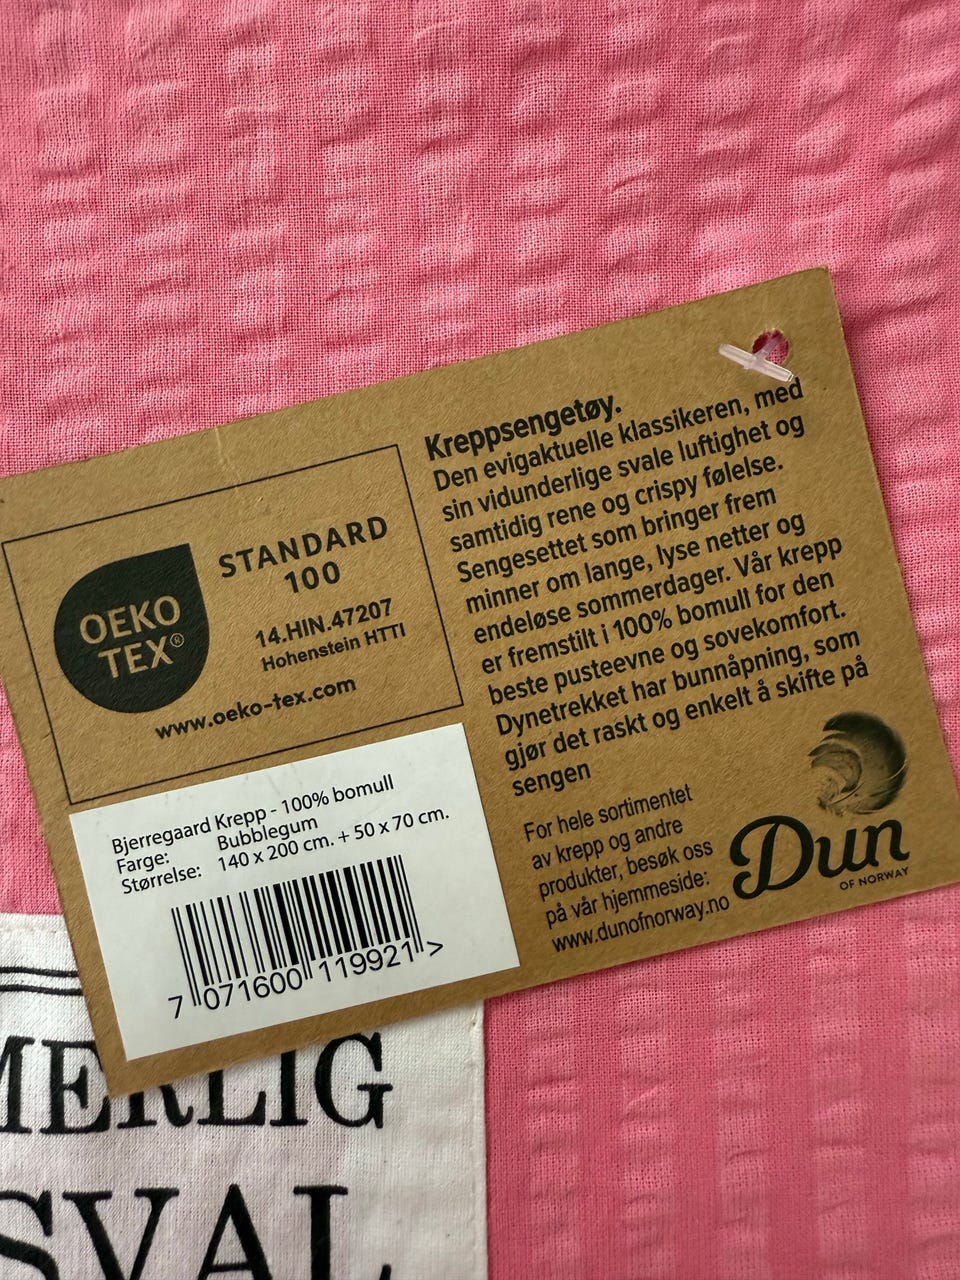 OEKO
TEX®
STANDARD
100
14.HIN.47207
Hohenstein HTTI
www.oeko-tex.com
Kreppsengetøy.
Den evigaktuelle klassikeren, med
sin vidunderlige svale luftighet og
samtidig rene og crispy følelse.
Sengesettet som bringer frem
minner om lange, lyse netter og
endeløse sommerdager. Vår krepp
er fremstilt i 100% bomull for den
beste pusteevne og sovekomfort.
Dynetrekket har bunnåpning, som
gjør det raskt og enkelt å skifte på
sengen
For hele sortimentet
av krepp og andre
produkter, besøk oss
på vår hjemmeside:
www.dunofnorway.no
Dun
OF NORWAY
Bjerregaard Krepp - 100% bomull
Farge: Bubblegum
Størrelse: 140 x 200 cm. + 50 x 70 cm.
7 071600 119921 >
MERLIG
SVAL